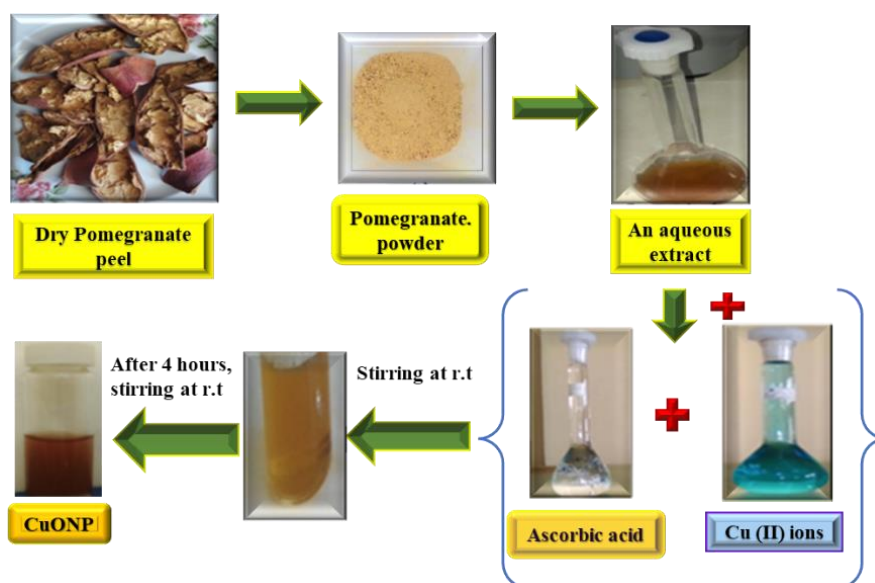 Dry Pomegranate
peel
Pomegranate.
powder
An aqueous
extract
After 4 hours,
stirring at r.t
Stirring at r.t
CuONP
Ascorbic acid
Cu (II) ions